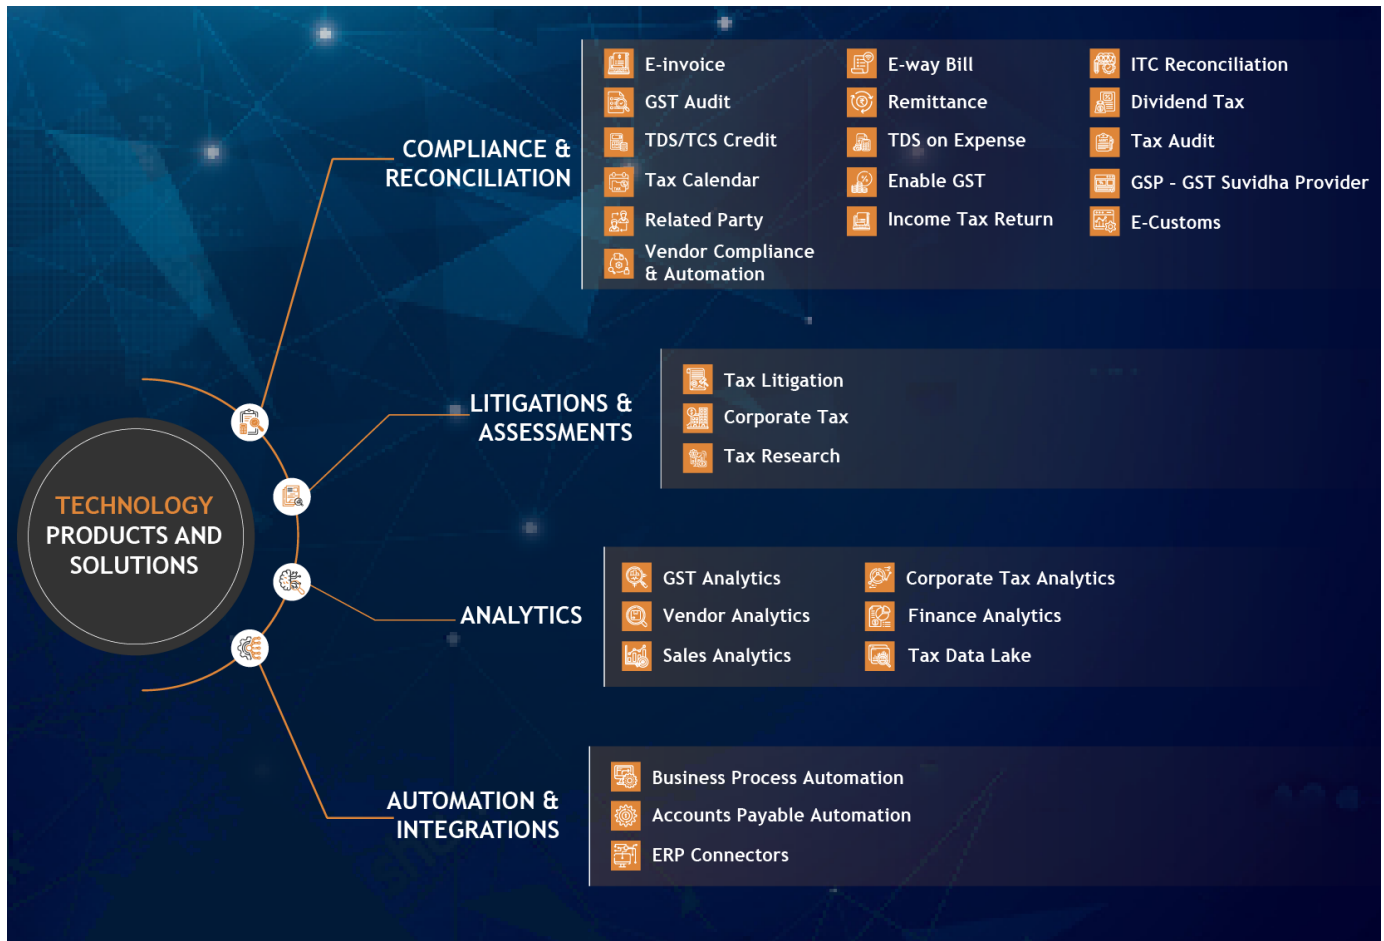 TECHNOLOGY
PRODUCTS AND
SOLUTIONS
COMPLIANCE &
RECONCILIATION
E-invoice
E-way Bill
ITC Reconciliation
GST Audit
Remittance
Dividend Tax
TDS/TCS Credit
TDS on Expense
Tax Audit
Tax Calendar
Enable GST
GSP - GST Suvidha Provider
Related Party
Income Tax Return
E-Customs
Vendor Compliance
& Automation
LITIGATIONS &
ASSESSMENTS
Tax Litigation
Corporate Tax
Tax Research
ANALYTICS
GST Analytics
Corporate Tax Analytics
Vendor Analytics
Finance Analytics
Sales Analytics
Tax Data Lake
AUTOMATION &
INTEGRATIONS
Business Process Automation
Accounts Payable Automation
ERP Connectors